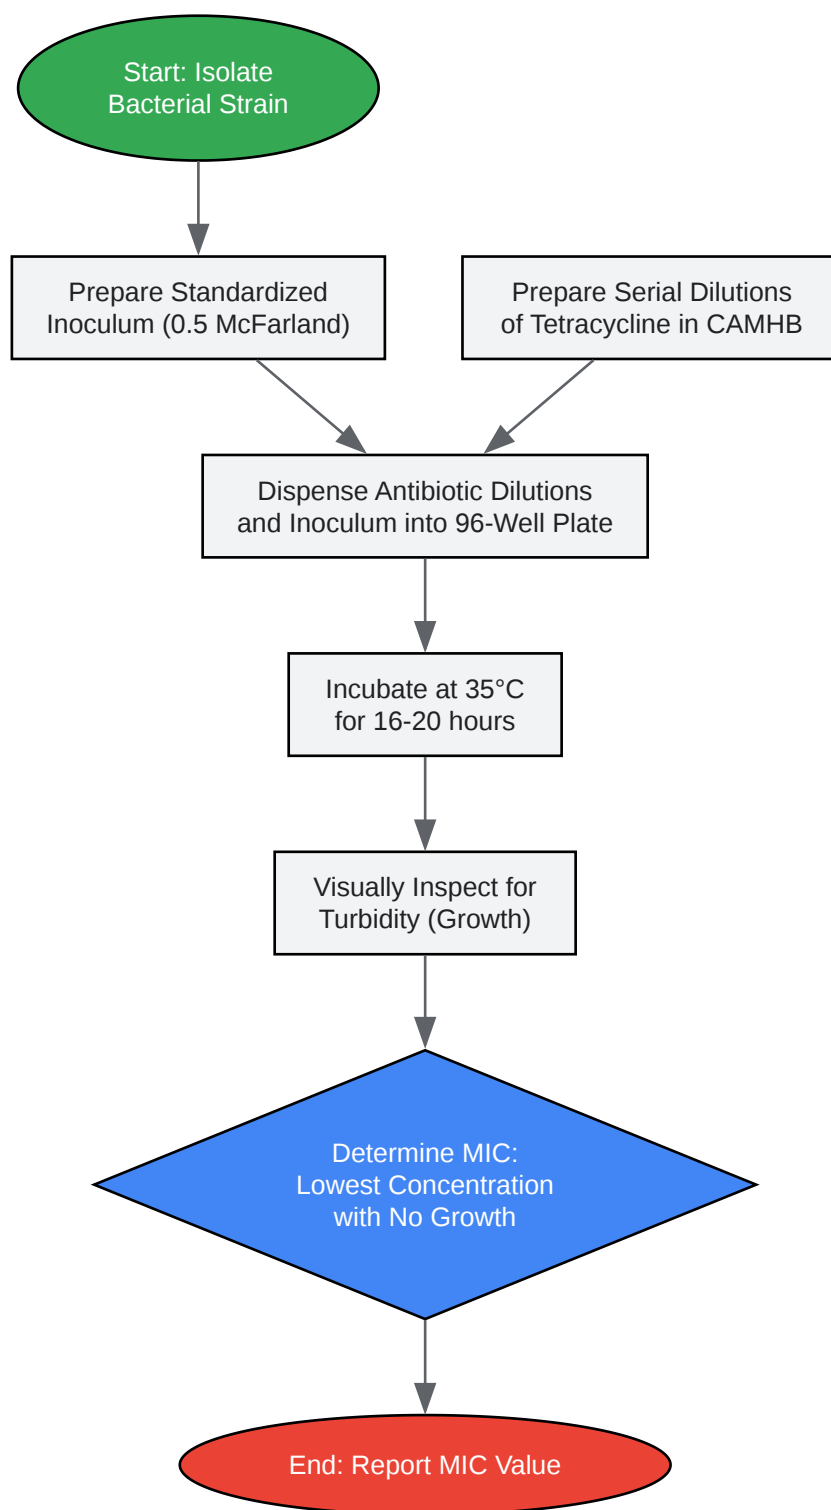 Start: Isolate
Bacterial Strain
Prepare Standardized
Inoculum (0.5 McFarland)
Prepare Serial Dilutions
of Tetracycline in CAMHB
Dispense Antibiotic Dilutions
and Inoculum into 96-Well Plate
Incubate at 35°C
for 16-20 hours
Visually Inspect for
Turbidity (Growth)
Determine MIC:
Lowest Concentration
with No Growth
End: Report MIC Value